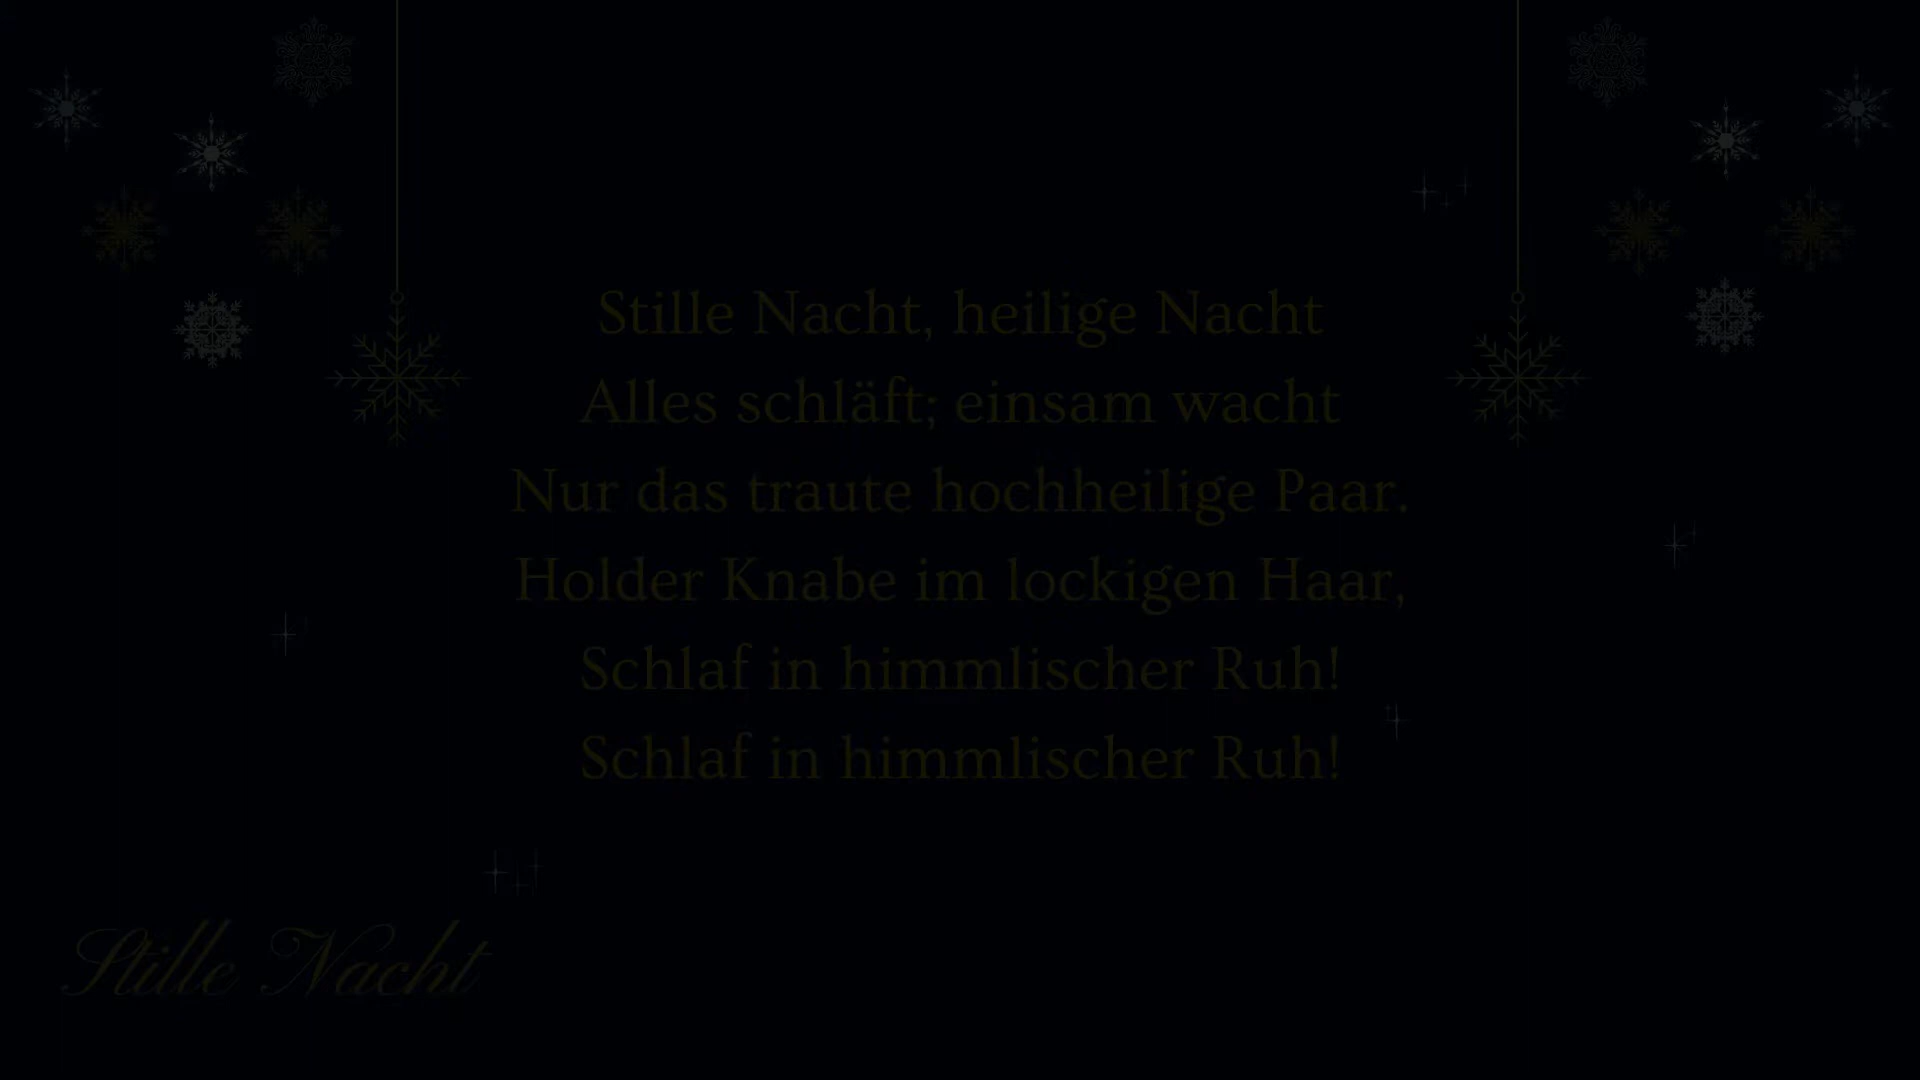 Stille Nacht, heilige Nacht
Alles schläft; einsam wacht
Nur das traute hochheilige Paar.
Holder Knabe im lockigen Haar,
Schlaf in himmlischer Ruh!
Schlaf in himmlischer Ruh!
Stille Nacht